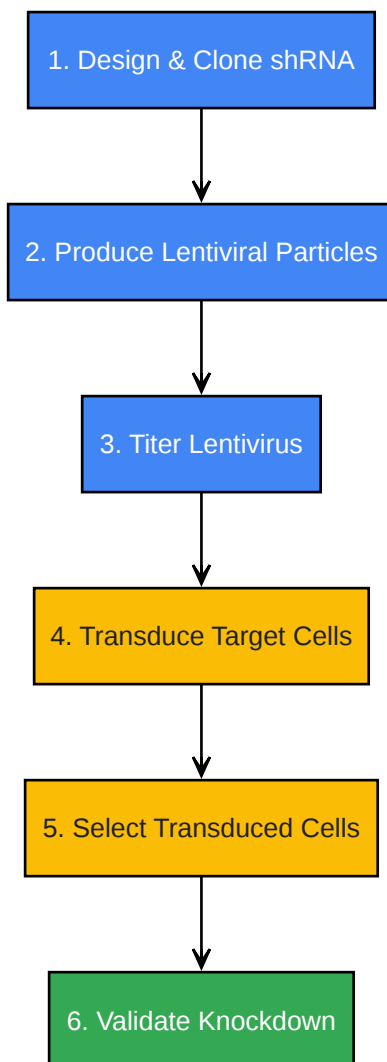 1. Design & Clone shRNA
2. Produce Lentiviral Particles
3. Titer Lentivirus
4. Transduce Target Cells
5. Select Transduced Cells
6. Validate Knockdown